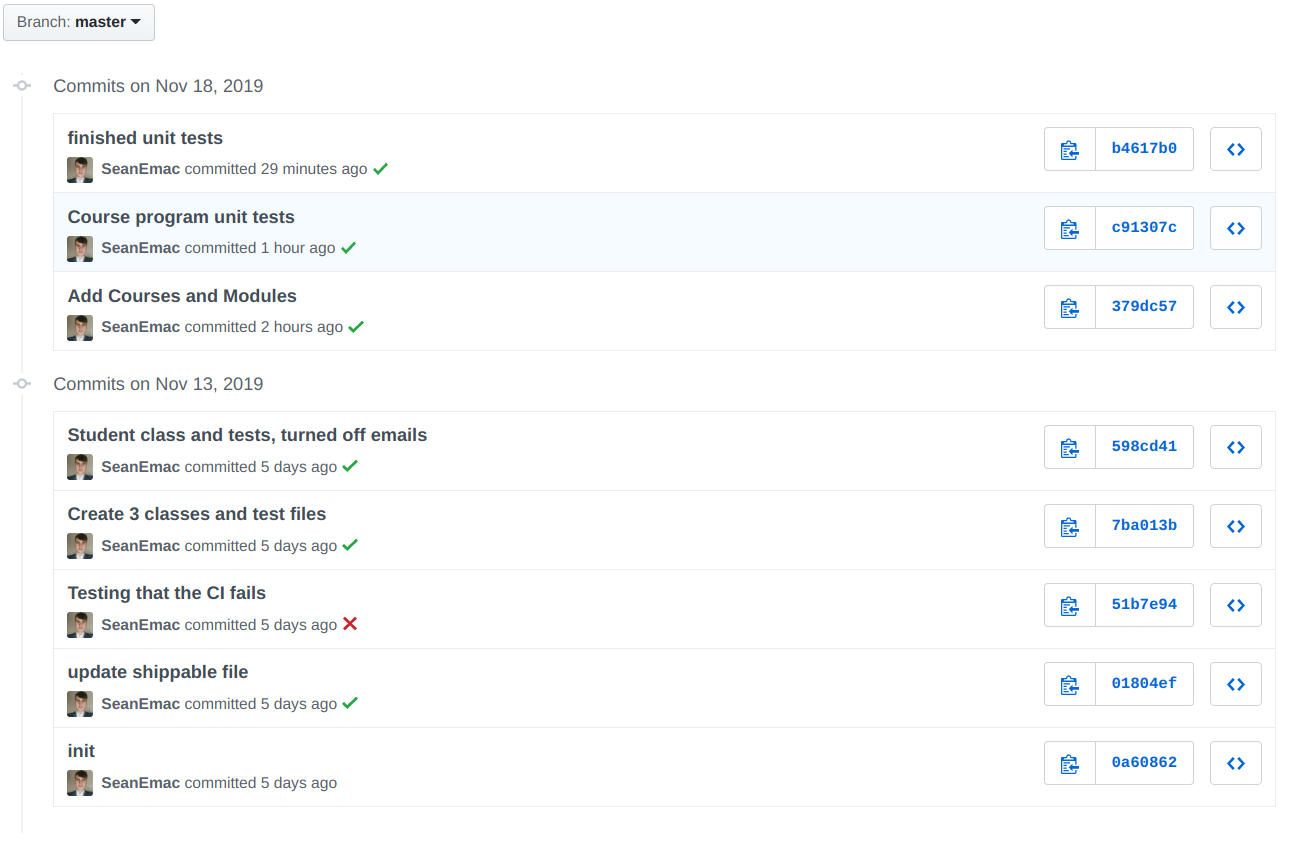 Branch: master
Commits on Nov 18, 2019
finished unit tests
SeanEmac committed 29 minutes ago
b4617b0
Course program unit tests
SeanEmac committed 1 hour ago
c91307c
Add Courses and Modules
SeanEmac committed 2 hours ago
379dc57
Commits on Nov 13, 2019
Student class and tests, turned off emails
SeanEmac committed 5 days ago
598cd41
Create 3 classes and test files
SeanEmac committed 5 days ago
7ba013b
Testing that the CI fails
SeanEmac committed 5 days ago
51b7e94
update shippable file
SeanEmac committed 5 days ago
01804ef
init
SeanEmac committed 5 days ago
0a60862